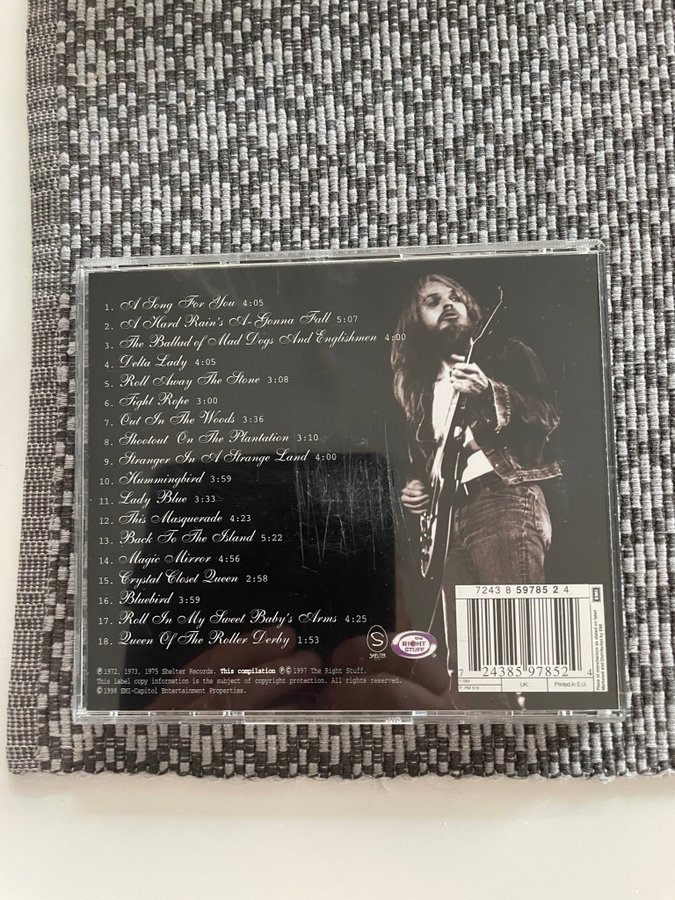 1. A Song For You 4:05
2. A Hard Rain's A-Gonna Fall 5:07
3. The Ballad of Mad Dogs And Englishmen 4:00
4. Delta Lady 4:05
5. Roll Away The Stone 3:08
6. Tight Rope 3:00
7. Out In The Woods 3:36
8. Shootout On The Plantation 3:10
9. Stranger In A Strange Land 4:00
10. Hummingbird 3:59
11. Lady Blue 3:33
12. This Masquerade 4:23
13. Back To The Island 5:22
14. Magic Mirror 4:56
15. Crystal Closet Queen 2:58
16. Bluebird 3:59
17. Roll In My Sweet Baby's Arms 4:25
18. Queen Of The Roller Derby 1:53
S
SHELTER
the
RIGHT
STUFF
℗ 1972, 1973, 1975 Shelter Records. This compilation ℗© 1997 The Right Stuff.
This label copy information is the subject of copyright protection. All rights reserved.
© 1998 EMI-Capitol Entertainment Properties.
7243 8 59785 2 4
EMI
7 24385 97852 4
F: PM 516
UK:
Printed in E.U.